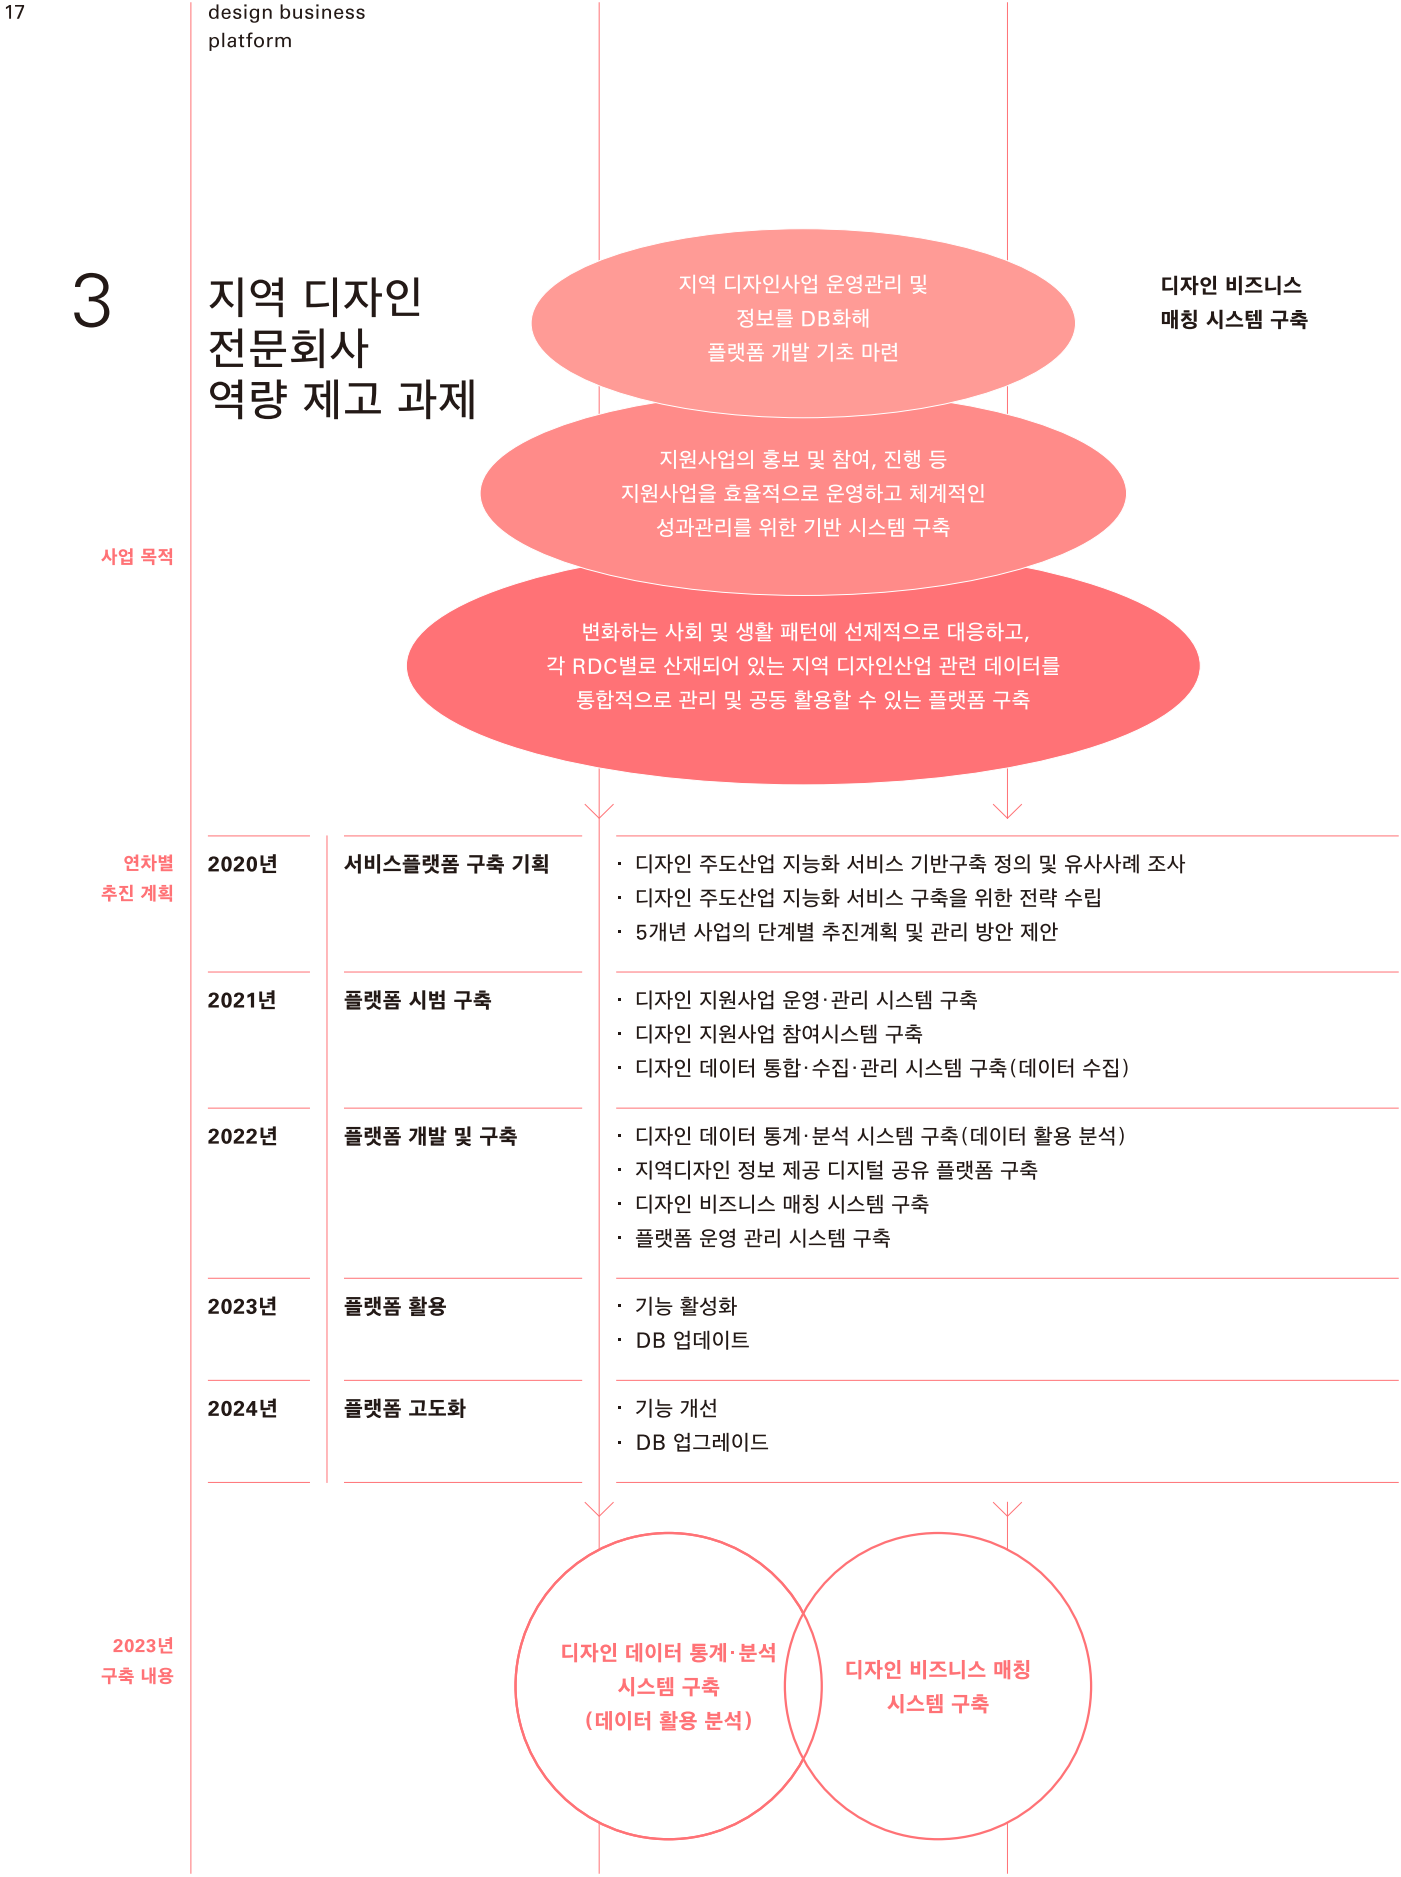 17
design business
platform
3
지역 디자인
전문회사
역량 제고 과제
지역 디자인사업 운영관리 및
정보를 DB화해
플랫폼 개발 기초 마련
디자인 비즈니스
매칭 시스템 구축
지원사업의 홍보 및 참여, 진행 등
지원사업을 효율적으로 운영하고 체계적인
성과관리를 위한 기반 시스템 구축
사업 목적
변화하는 사회 및 생활 패턴에 선제적으로 대응하고,
각 RDC별로 산재되어 있는 지역 디자인산업 관련 데이터를
통합적으로 관리 및 공동 활용할 수 있는 플랫폼 구축
연차별
추진 계획
2020년
서비스플랫폼 구축 기획
· 디자인 주도산업 지능화 서비스 기반구축 정의 및 유사사례 조사
· 디자인 주도산업 지능화 서비스 구축을 위한 전략 수립
· 5개년 사업의 단계별 추진계획 및 관리 방안 제안
2021년
플랫폼 시범 구축
· 디자인 지원사업 운영·관리 시스템 구축
· 디자인 지원사업 참여시스템 구축
· 디자인 데이터 통합·수집·관리 시스템 구축(데이터 수집)
2022년
플랫폼 개발 및 구축
· 디자인 데이터 통계·분석 시스템 구축(데이터 활용 분석)
· 지역디자인 정보 제공 디지털 공유 플랫폼 구축
· 디자인 비즈니스 매칭 시스템 구축
· 플랫폼 운영 관리 시스템 구축
2023년
플랫폼 활용
· 기능 활성화
· DB 업데이트
2024년
플랫폼 고도화
· 기능 개선
· DB 업그레이드
2023년
구축 내용
디자인 데이터 통계·분석
시스템 구축
(데이터 활용 분석)
디자인 비즈니스 매칭
시스템 구축